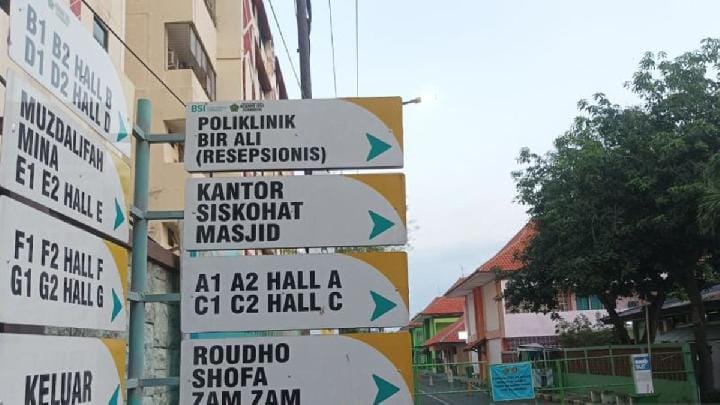 B1 B2 HALL B
D1 D2 HALL D
MUZDALIFAH
MINA
E1 E2 HALL E
F1 F2 HALL F
G1 G2 HALL G
KELUAR
BSI
POLIKLINIK
BIR ALI
(RESEPSIONIS)
KANTOR
SISKOHAT
MASJID
A1 A2 HALL A
C1 C2 HALL C
ROUDHO
SHOFA
ZAM ZAM